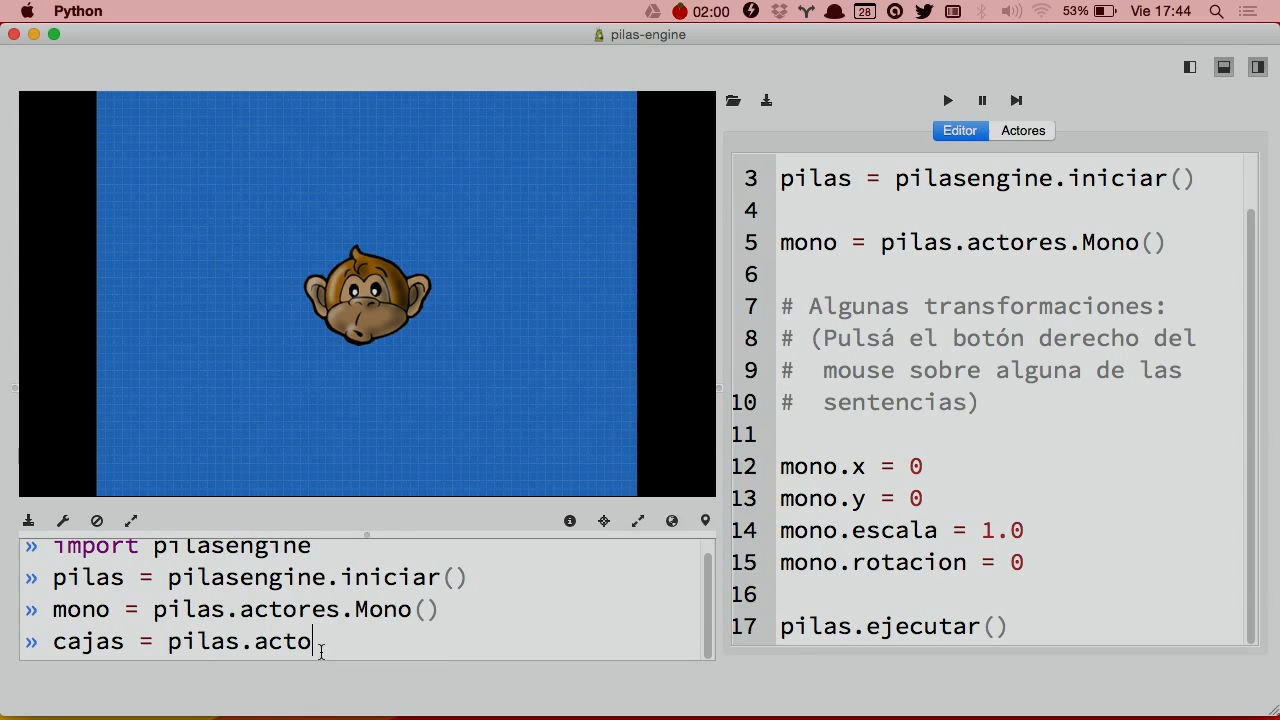 Python
02:00
28
53%
Vie 17:44
pilas-engine
Editor
Actores
3 pilas = pilasengine.iniciar()
4
5 mono = pilas.actores.Mono()
6
7 # Algunas transformaciones:
8 # (Pulsá el botón derecho del
9 #  mouse sobre alguna de las
10 #  sentencias)
11
12 mono.x = 0
13 mono.y = 0
14 mono.escala = 1.0
15 mono.rotacion = 0
16
17 pilas.ejecutar()
» import pilasengine
» pilas = pilasengine.iniciar()
» mono = pilas.actores.Mono()
» cajas = pilas.acto